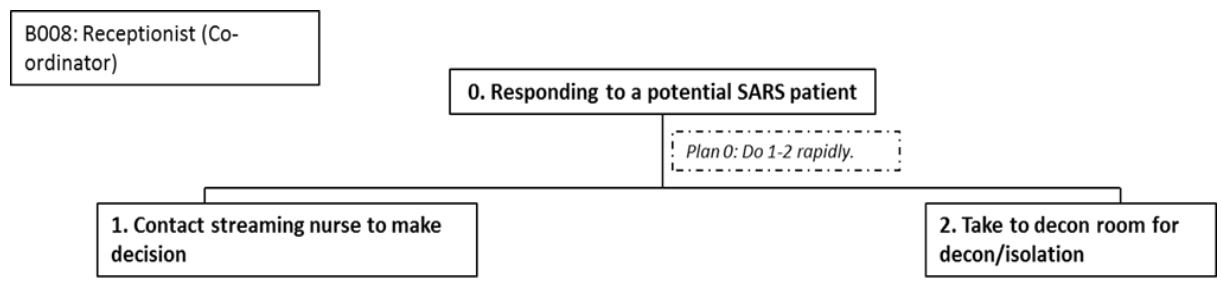 B008: Receptionist (Co-
ordinator)
0. Responding to a potential SARS patient
Plan 0: Do 1-2 rapidly.
1. Contact streaming nurse to make
decision
2. Take to decon room for
decon/isolation